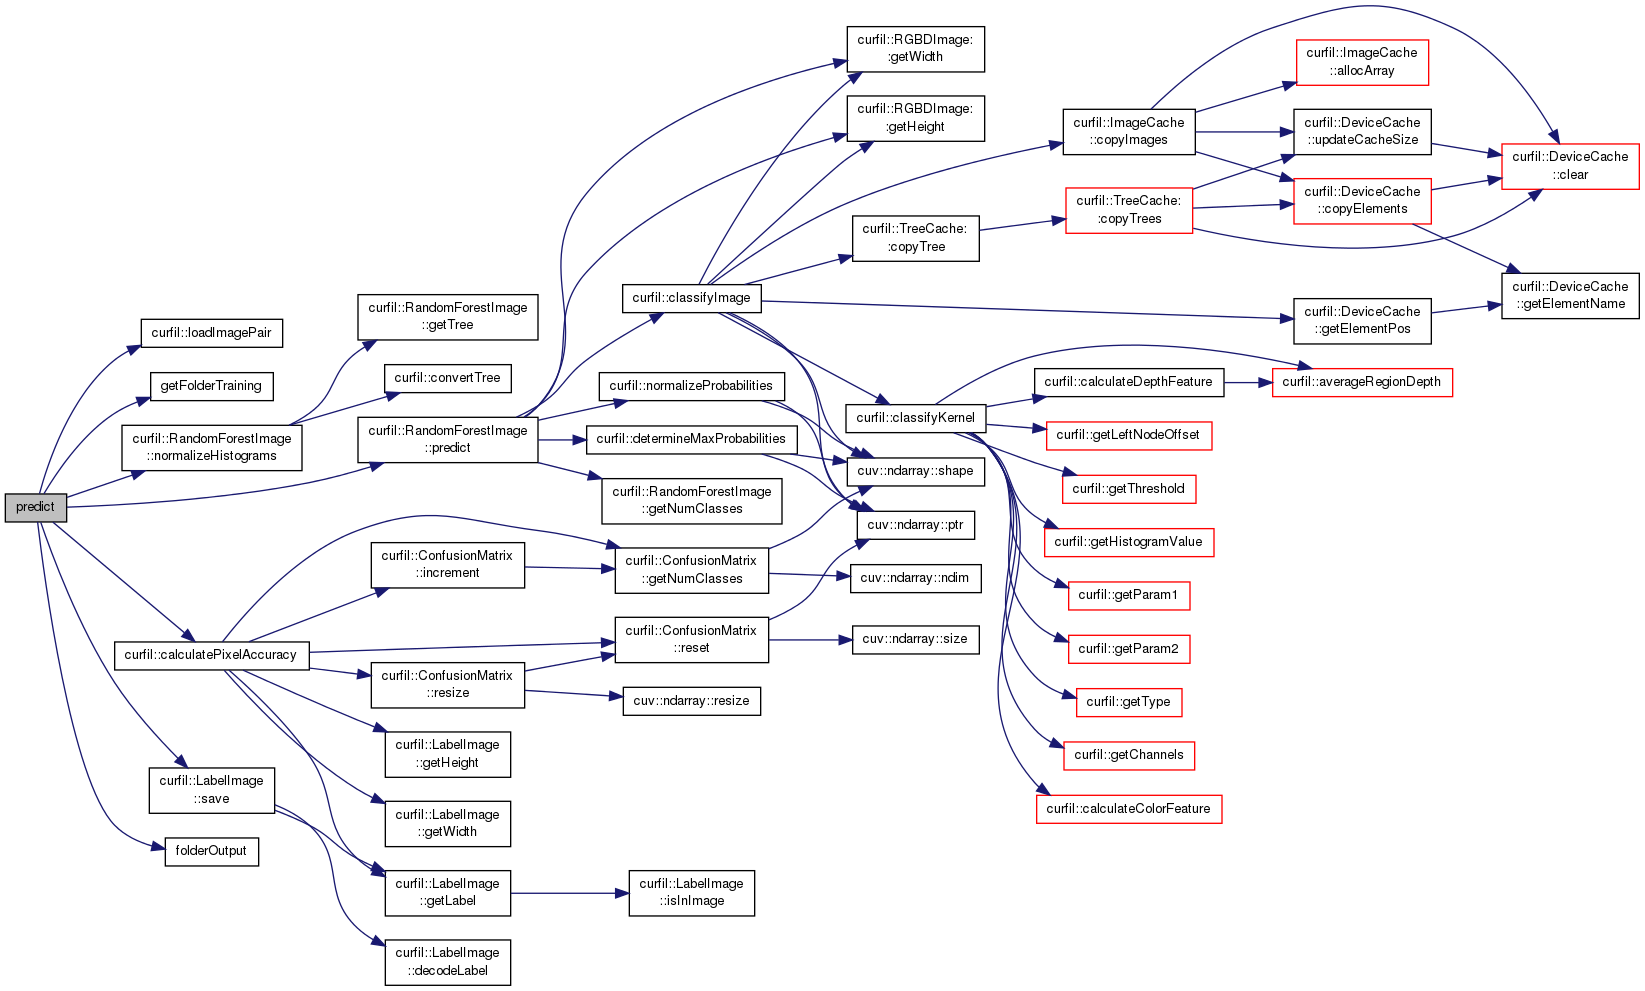 predict
curfil::loadImagePair
getFolderTraining
curfil::RandomForestImage
::normalizeHistograms
curfil::calculatePixelAccuracy
curfil::LabelImage
::save
folderOutput
curfil::RandomForestImage
::getTree
curfil::convertTree
curfil::RandomForestImage
::predict
curfil::ConfusionMatrix
::increment
curfil::ConfusionMatrix
::resize
curfil::LabelImage
::getHeight
curfil::LabelImage
::getWidth
curfil::LabelImage
::getLabel
curfil::LabelImage
::decodeLabel
curfil::classifyImage
curfil::normalizeProbabilities
curfil::determineMaxProbabilities
curfil::RandomForestImage
::getNumClasses
curfil::ConfusionMatrix
::getNumClasses
curfil::ConfusionMatrix
::reset
cuv::ndarray::resize
curfil::LabelImage
::isInImage
curfil::RGBDImage:
:getWidth
curfil::RGBDImage:
:getHeight
curfil::TreeCache:
:copyTree
curfil::classifyKernel
cuv::ndarray::shape
cuv::ndarray::ptr
cuv::ndarray::ndim
cuv::ndarray::size
curfil::ImageCache
::copyImages
curfil::TreeCache:
:copyTrees
curfil::calculateDepthFeature
curfil::getLeftNodeOffset
curfil::getThreshold
curfil::getHistogramValue
curfil::getParam1
curfil::getParam2
curfil::getType
curfil::getChannels
curfil::calculateColorFeature
curfil::ImageCache
::allocArray
curfil::DeviceCache
::updateCacheSize
curfil::DeviceCache
::copyElements
curfil::DeviceCache
::getElementPos
curfil::averageRegionDepth
curfil::DeviceCache
::clear
curfil::DeviceCache
::getElementName